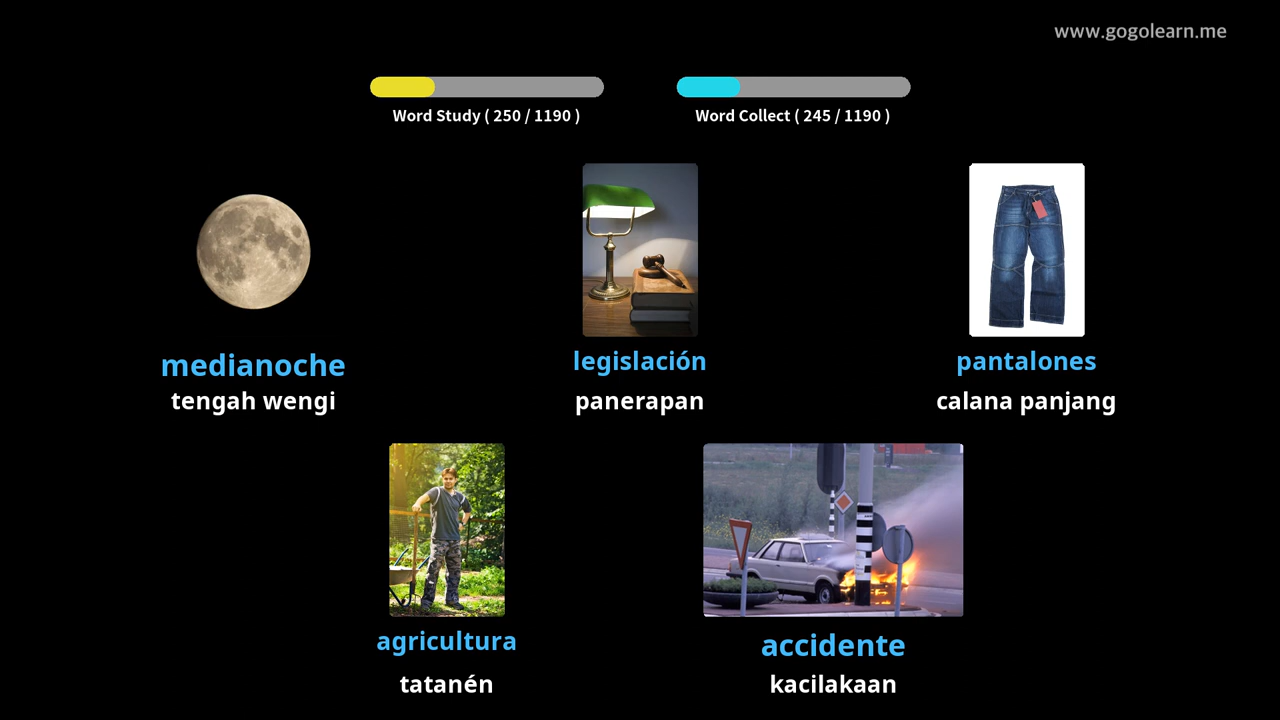 www.gogolearn.me
Word Study ( 250 / 1190 )
Word Collect ( 245 / 1190 )
medianoche
tengah wengi
legislación
panerapan
pantalones
calana panjang
agricultura
tatanén
accidente
kacilakaan